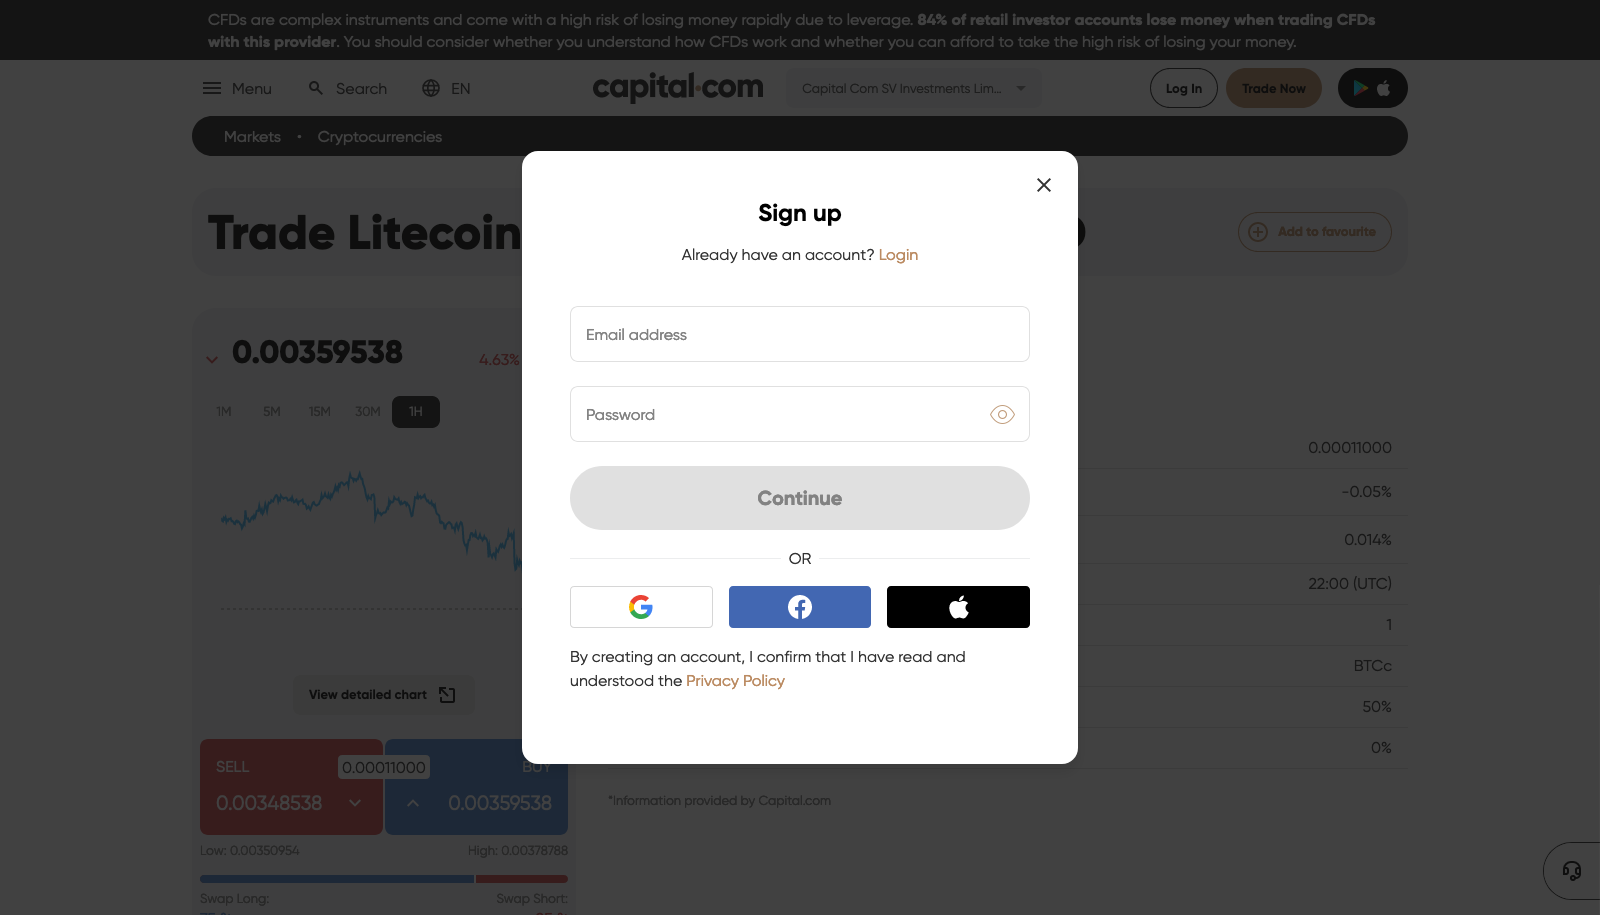 CFDs are complex instruments and come with a high risk of losing money rapidly due to leverage. 84% of retail investor accounts lose money when trading CFDs
with this provider. You should consider whether you understand how CFDs work and whether you can afford to take the high risk of losing your money.
Menu Search EN capital.com Capital Com SV Investments Lim... Log In Trade Now
Markets • Cryptocurrencies
Trade Litecoin
Add to favourite
Sign up
Already have an account? Login
Email address
Password
Continue
OR
By creating an account, I confirm that I have read and
understood the Privacy Policy
0.00359538 4.63%
1M 5M 15M 30M 1H
View detailed chart
SELL 0.00011000 BUY
0.00348538 0.00359538
Low: 0.00350954 High: 0.00378788
Swap Long: Swap Short:
0.00011000
-0.05%
0.014%
22:00 (UTC)
1
BTCc
50%
0%
*Information provided by Capital.com